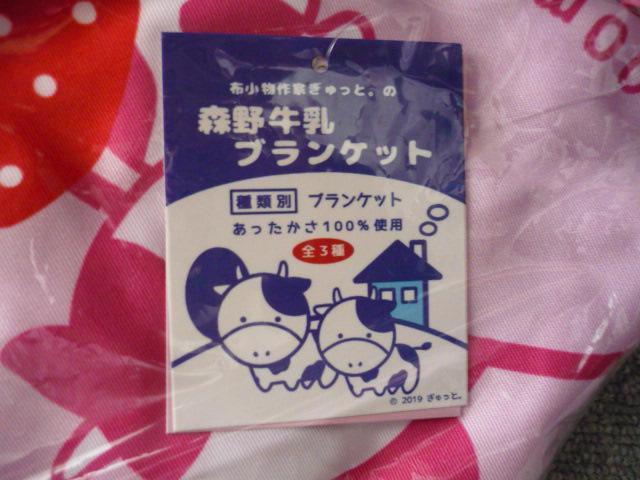 布小物作家ぎゅっと。の
森野牛乳
ブランケット
種類別 ブランケット
あったかさ100%使用
全3種
© 2019 ぎゅっと。